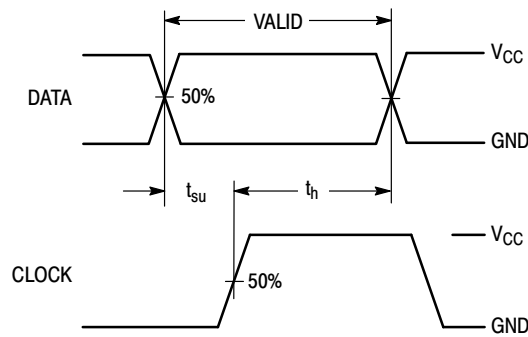 VALID
DATA
50%
VCC
GND
tsu
th
CLOCK
50%
VCC
GND